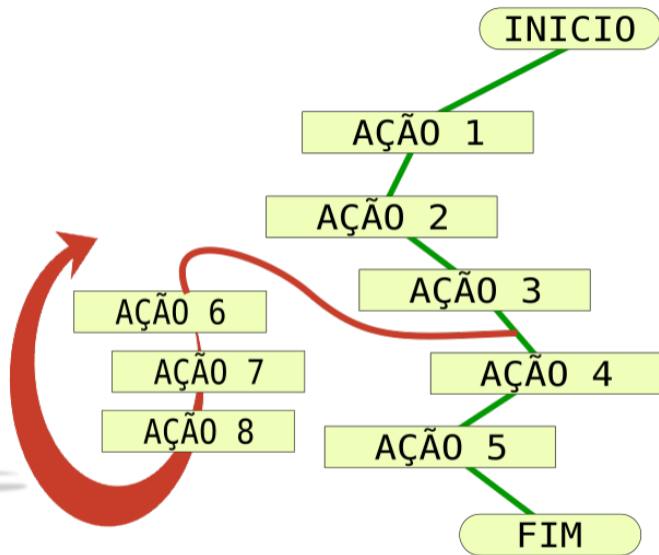 INICIO
AÇÃO 1
AÇÃO 2
AÇÃO 3
AÇÃO 4
AÇÃO 5
FIM
AÇÃO 6
AÇÃO 7
AÇÃO 8